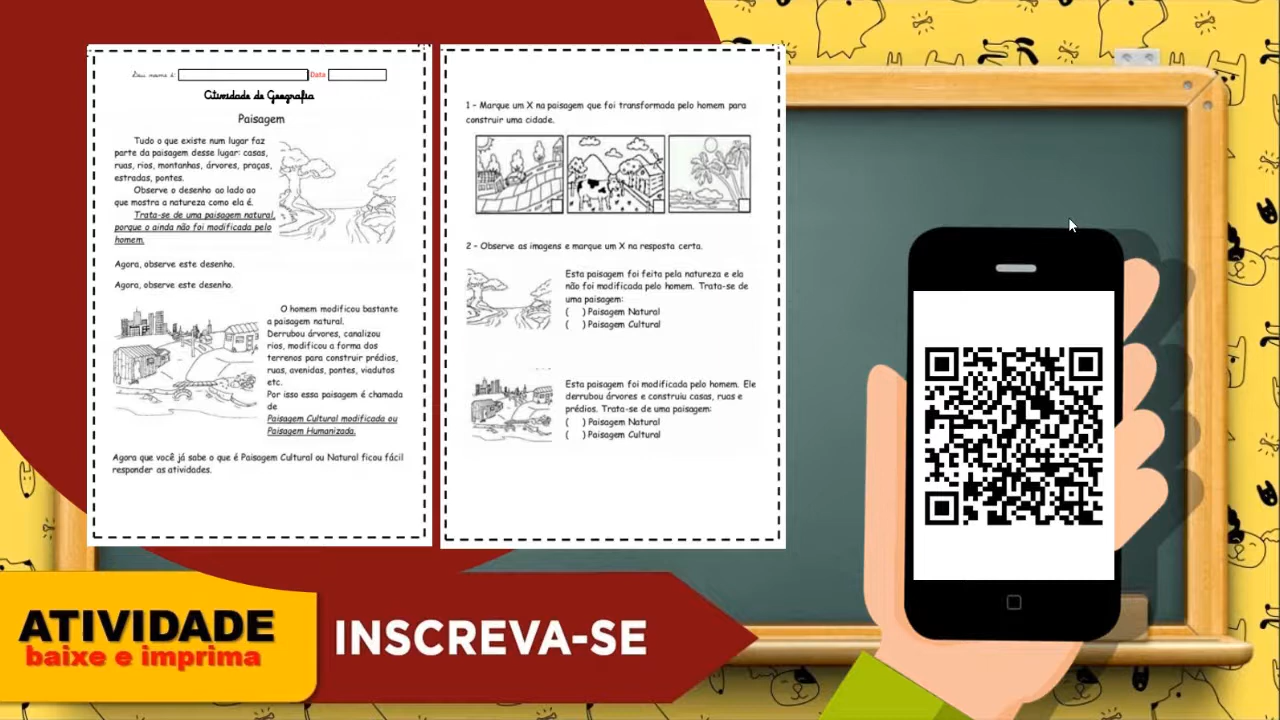 Seu nome é:
Data
Atividade de Geografia
Paisagem
Tudo o que existe num lugar faz
parte da paisagem desse lugar: casas,
ruas, rios, montanhas, árvores, praças,
estradas, pontes.
Observe o desenho ao lado ao
que mostra a natureza como ela é.
Trata-se de uma paisagem natural,
porque o ainda não foi modificada pelo
homem.
Agora, observe este desenho.
Agora, observe este desenho.
O homem modificou bastante
a paisagem natural.
Derrubou árvores, canalizou
rios, modificou a forma dos
terrenos para construir prédios,
ruas, avenidas, pontes, viadutos
etc.
Por isso essa paisagem é chamada
de
Paisagem Cultural modificada ou
Paisagem Humanizada.
Agora que você já sabe o que é Paisagem Cultural ou Natural ficou fácil
responder as atividades.
1 - Marque um X na paisagem que foi transformada pelo homem para
construir uma cidade.
2 - Observe as imagens e marque um X na resposta certa.
Esta paisagem foi feita pela natureza e ela
não foi modificada pelo homem. Trata-se de
uma paisagem:
( ) Paisagem Natural
( ) Paisagem Cultural
Esta paisagem foi modificada pelo homem. Ele
derrubou árvores e construiu casas, ruas e
prédios. Trata-se de uma paisagem:
( ) Paisagem Natural
( ) Paisagem Cultural
ATIVIDADE
baixe e imprima
INSCREVA-SE